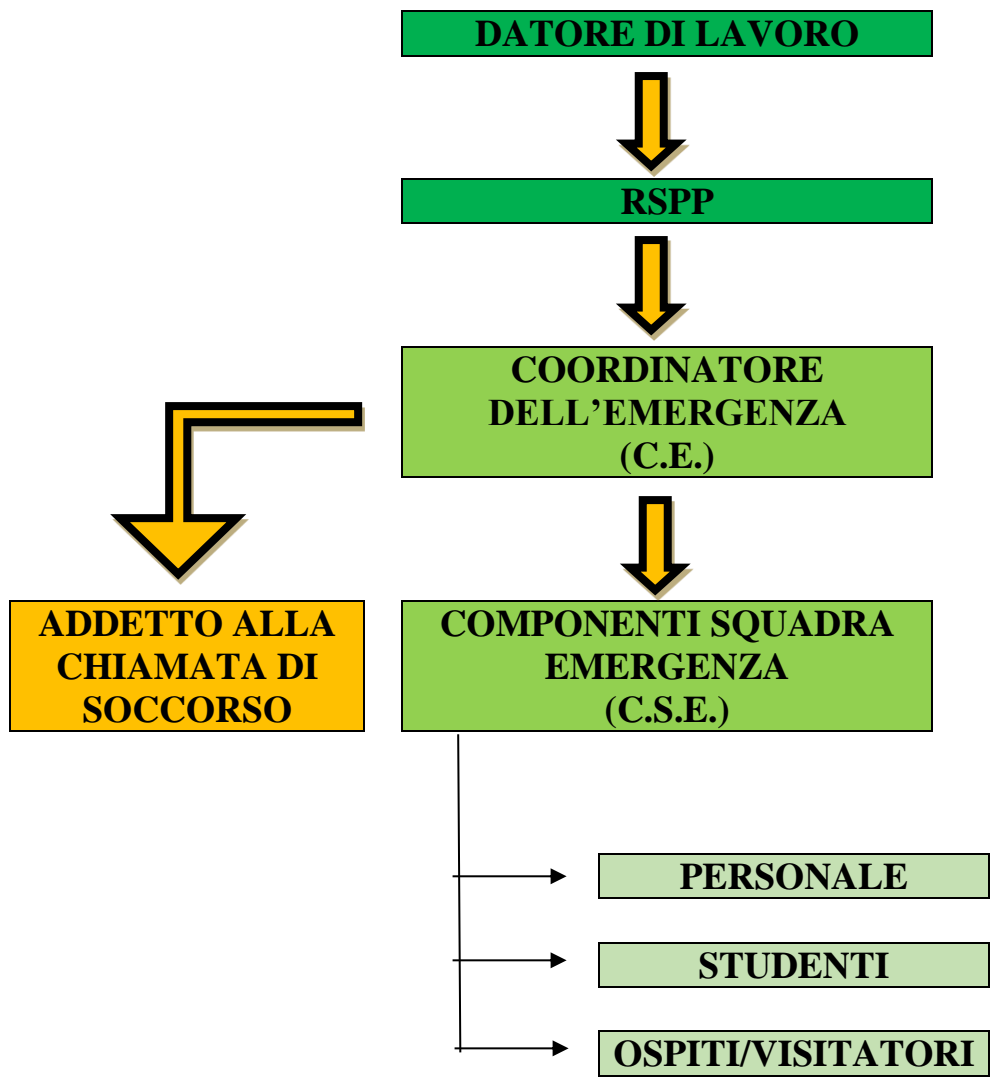 DATORE DI LAVORO
RSPP
COORDINATORE
DELL’EMERGENZA
(C.E.)
ADDETTO ALLA
CHIAMATA DI
SOCCORSO
COMPONENTI SQUADRA
EMERGENZA
(C.S.E.)
PERSONALE
STUDENTI
OSPITI/VISITATORI